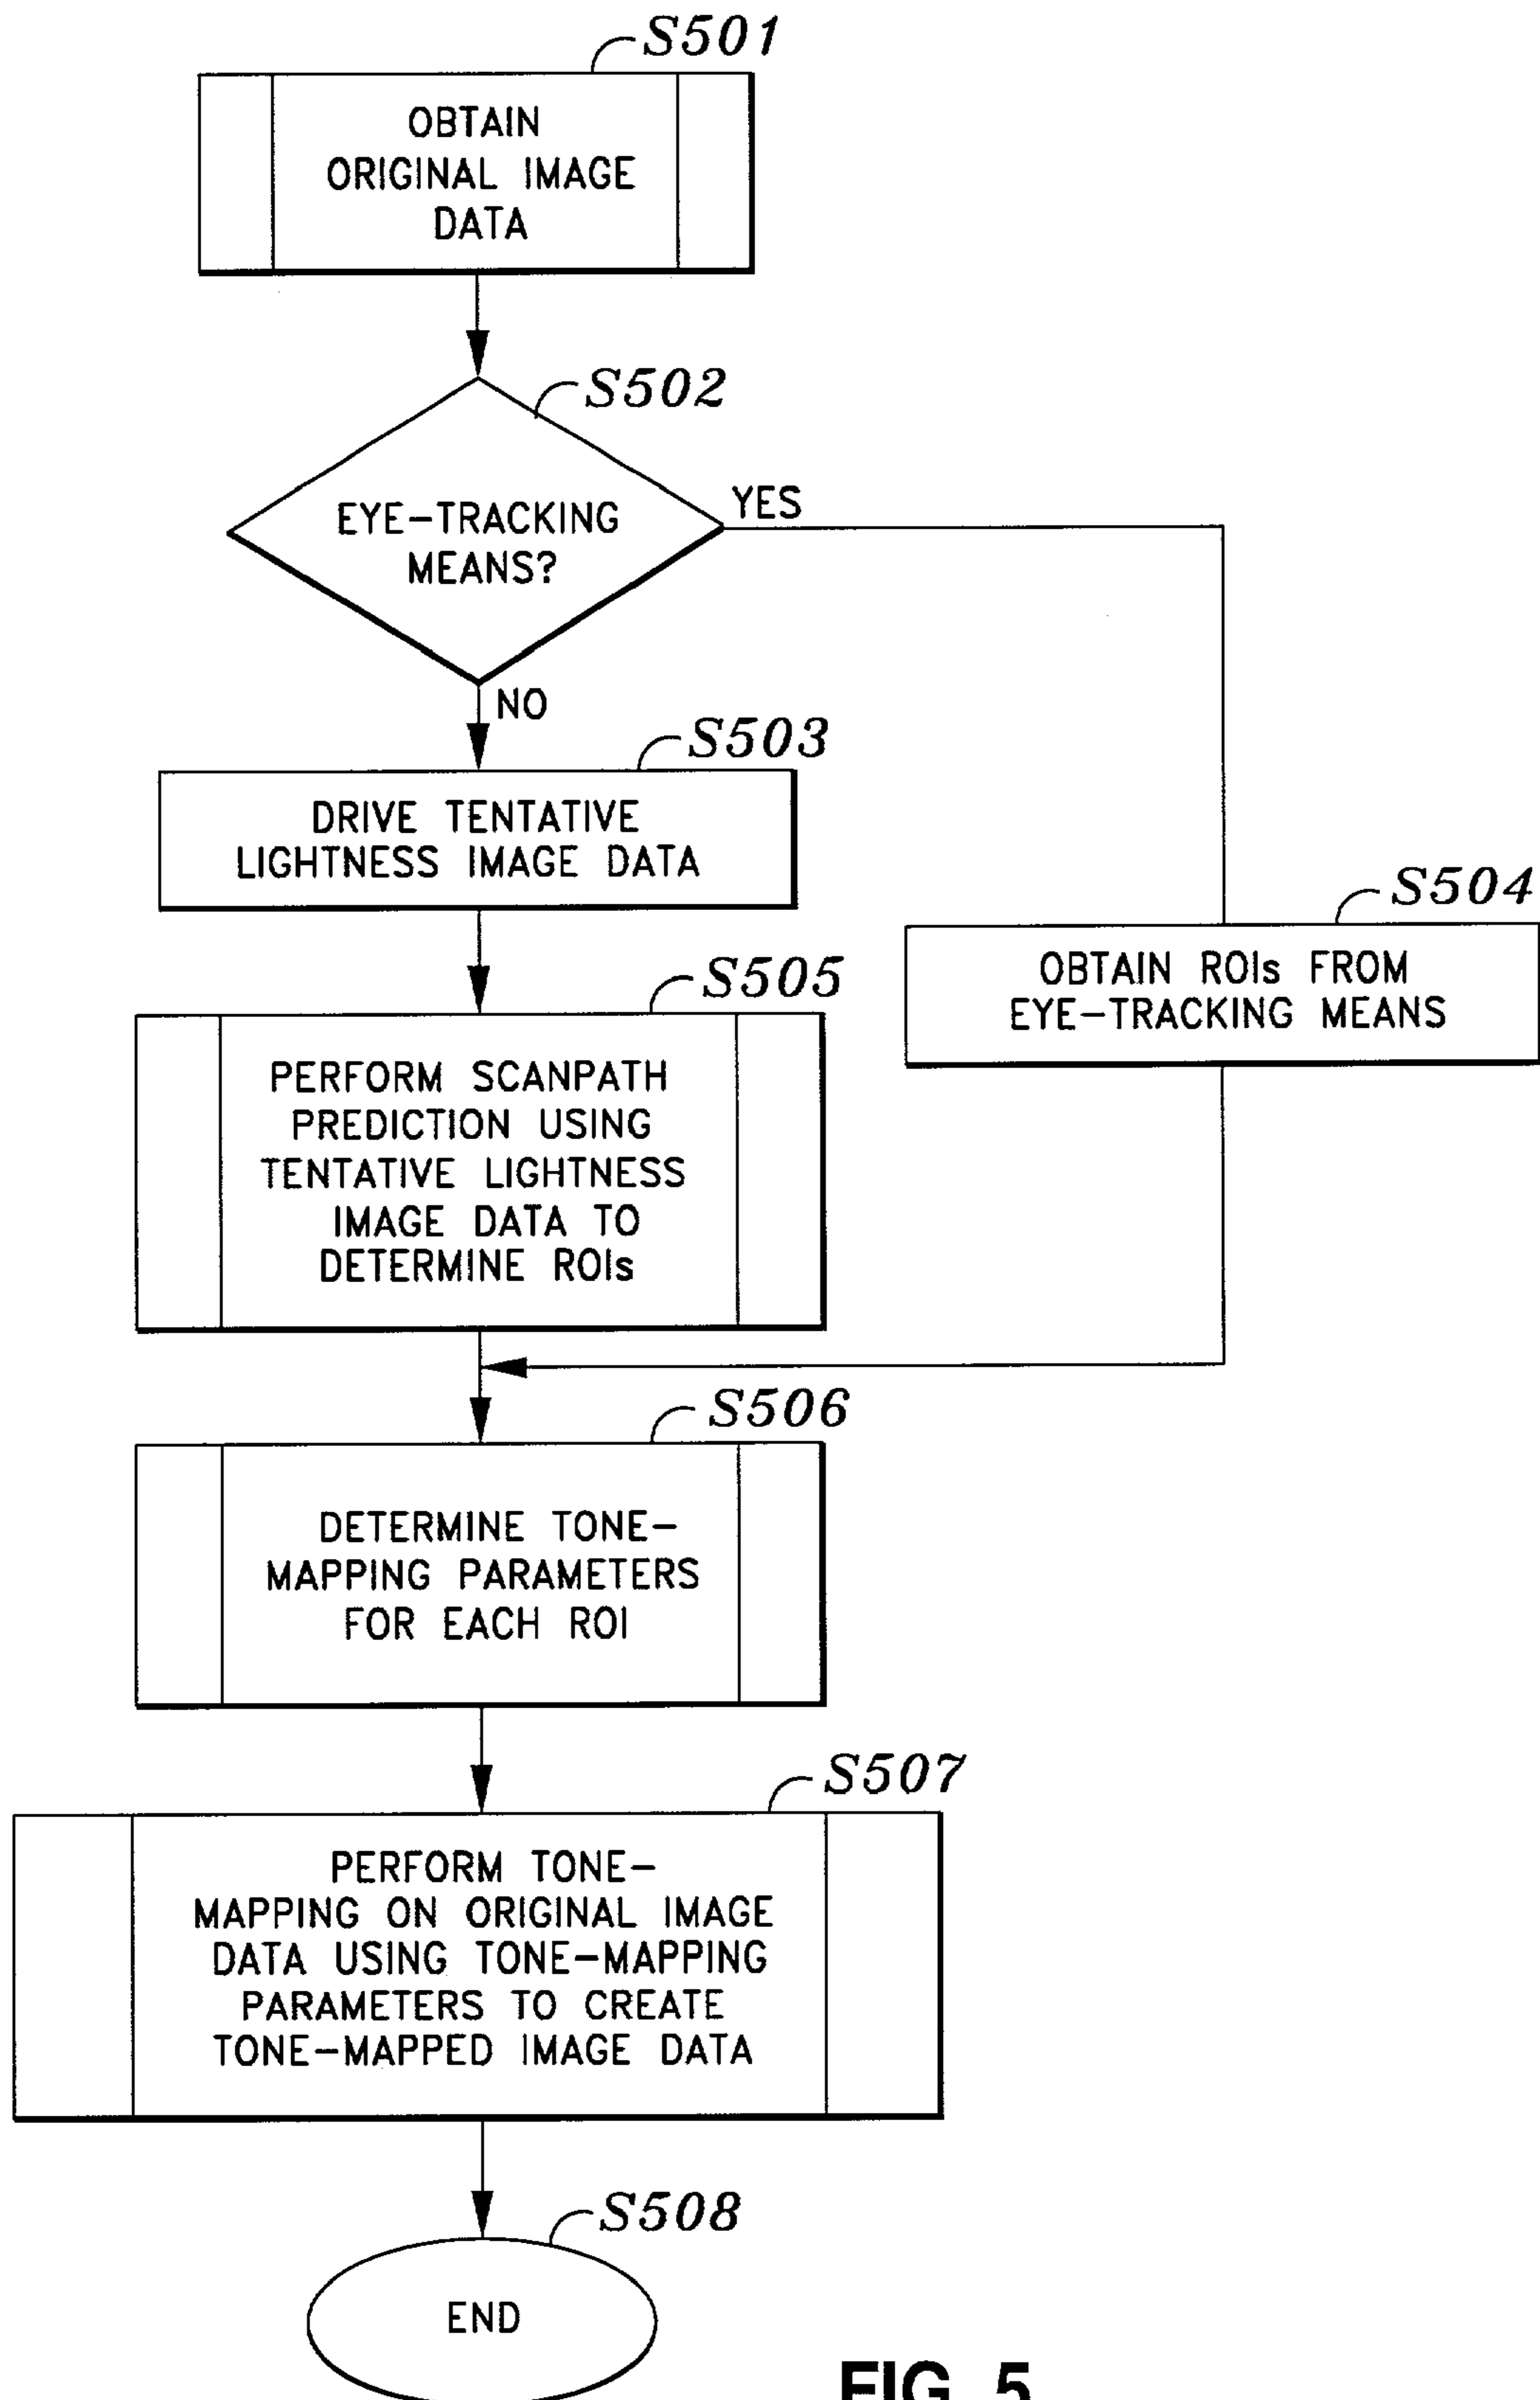 S501
OBTAIN
ORIGINAL IMAGE
DATA
S502
EYE-TRACKING
MEANS?
YES
NO
S503
DRIVE TENTATIVE
LIGHTNESS IMAGE DATA
S504
OBTAIN ROIs FROM
EYE-TRACKING MEANS
S505
PERFORM SCANPATH
PREDICTION USING
TENTATIVE LIGHTNESS
IMAGE DATA TO
DETERMINE ROIs
S506
DETERMINE TONE-
MAPPING PARAMETERS
FOR EACH ROI
S507
PERFORM TONE-
MAPPING ON ORIGINAL IMAGE
DATA USING TONE-MAPPING
PARAMETERS TO CREATE
TONE-MAPPED IMAGE DATA
S508
END
FIG. 5